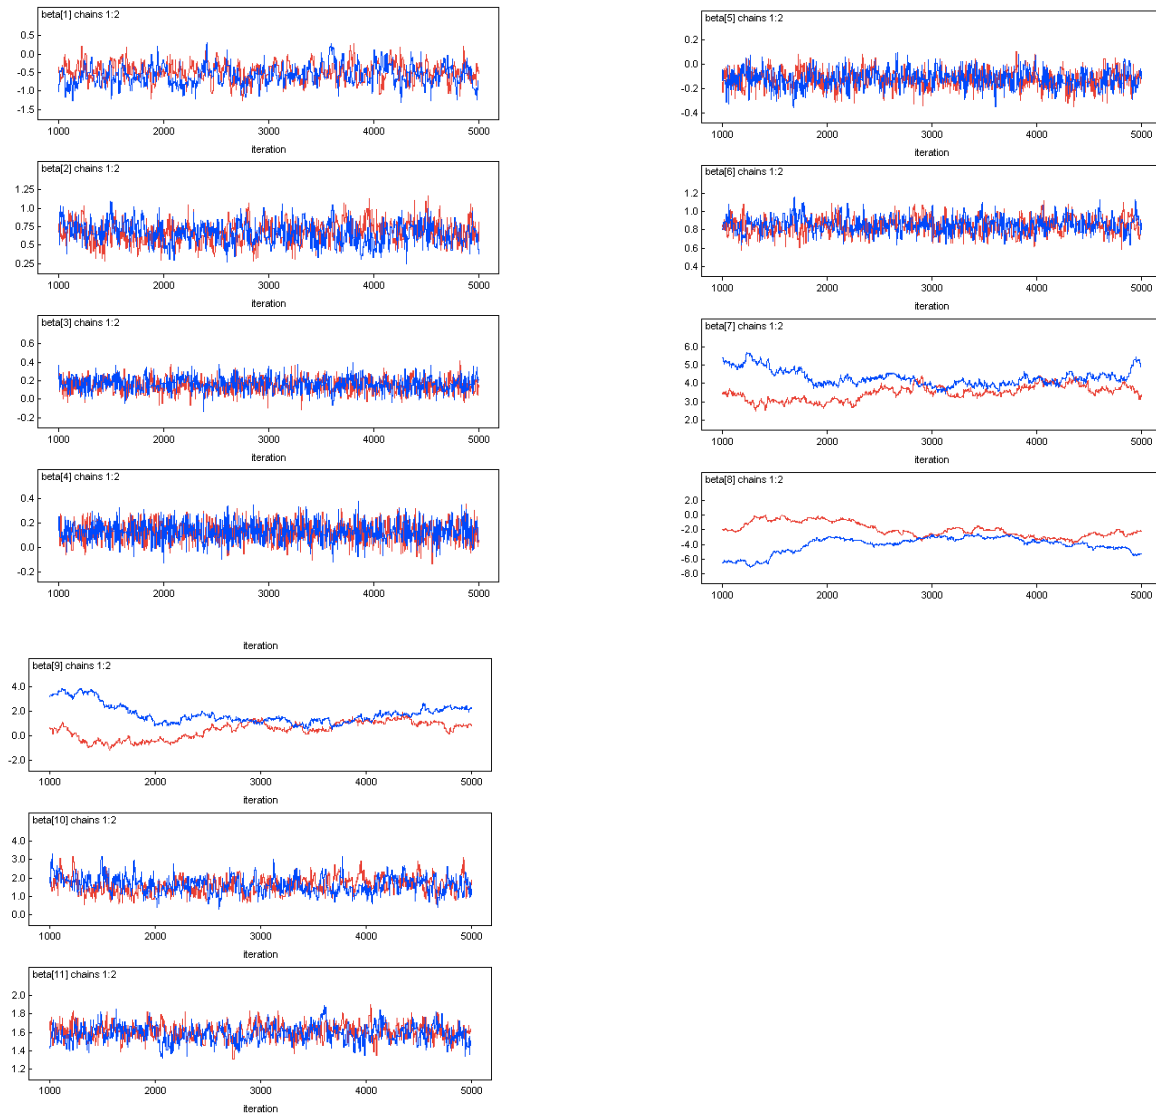 beta[1] chains 1:2
0.5
0.0
-0.5
-1.0
-1.5
1000 2000 3000 4000 5000
iteration
beta[2] chains 1:2
1.25
1.0
0.75
0.5
0.25
1000 2000 3000 4000 5000
iteration
beta[3] chains 1:2
0.6
0.4
0.2
0.0
-0.2
1000 2000 3000 4000 5000
iteration
beta[4] chains 1:2
0.4
0.2
0.0
-0.2
1000 2000 3000 4000 5000
beta[5] chains 1:2
0.2
0.0
-0.2
-0.4
1000 2000 3000 4000 5000
iteration
beta[6] chains 1:2
1.2
1.0
0.8
0.6
0.4
1000 2000 3000 4000 5000
iteration
beta[7] chains 1:2
6.0
5.0
4.0
3.0
2.0
1000 2000 3000 4000 5000
iteration
beta[8] chains 1:2
2.0
0.0
-2.0
-4.0
-6.0
-8.0
1000 2000 3000 4000 5000
iteration
beta[9] chains 1:2
4.0
2.0
0.0
-2.0
1000 2000 3000 4000 5000
iteration
beta[10] chains 1:2
4.0
3.0
2.0
1.0
0.0
1000 2000 3000 4000 5000
iteration
beta[11] chains 1:2
2.0
1.8
1.6
1.4
1.2
1000 2000 3000 4000 5000
iteration